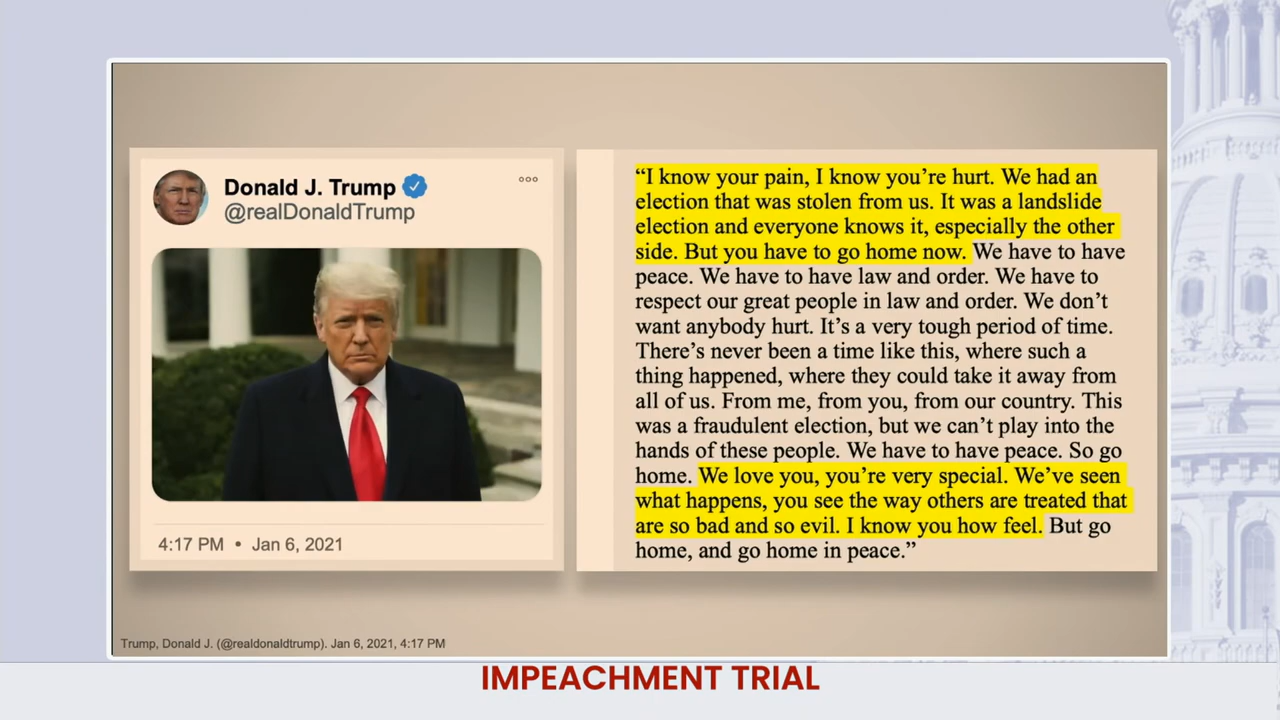 Donald J. Trump
@realDonaldTrump
4:17 PM • Jan 6, 2021
“I know your pain, I know you’re hurt. We had an
election that was stolen from us. It was a landslide
election and everyone knows it, especially the other
side. But you have to go home now. We have to have
peace. We have to have law and order. We have to
respect our great people in law and order. We don’t
want anybody hurt. It’s a very tough period of time.
There’s never been a time like this, where such a
thing happened, where they could take it away from
all of us. From me, from you, from our country. This
was a fraudulent election, but we can’t play into the
hands of these people. We have to have peace. So go
home. We love you, you’re very special. We’ve seen
what happens, you see the way others are treated that
are so bad and so evil. I know you how feel. But go
home, and go home in peace.”
Trump, Donald J. (@realdonaldtrump). Jan 6, 2021, 4:17 PM
IMPEACHMENT TRIAL